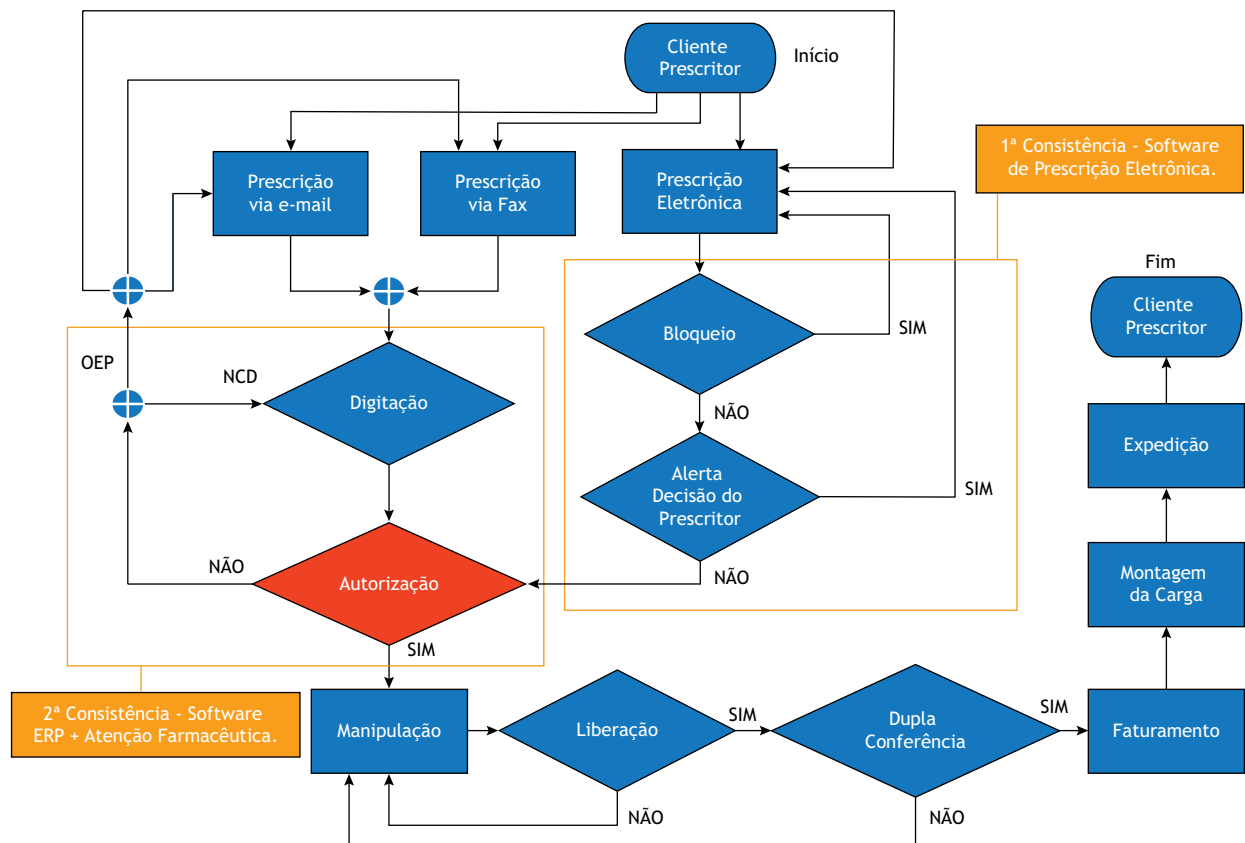 Cliente
Prescritor
Início
1ª Consistência - Software
de Prescrição Eletrônica.
Prescrição
via e-mail
Prescrição
via Fax
Prescrição
Eletrônica
Fim
Cliente
Prescritor
Bloqueio
SIM
OEP
NCD
Digitação
NÃO
Expedição
Alerta
Decisão do
Prescritor
SIM
NÃO
Autorização
NÃO
Montagem
da Carga
SIM
2ª Consistência - Software
ERP + Atenção Farmacêutica.
Manipulação
Liberação
SIM
Dupla
Conferência
SIM
Faturamento
NÃO
NÃO